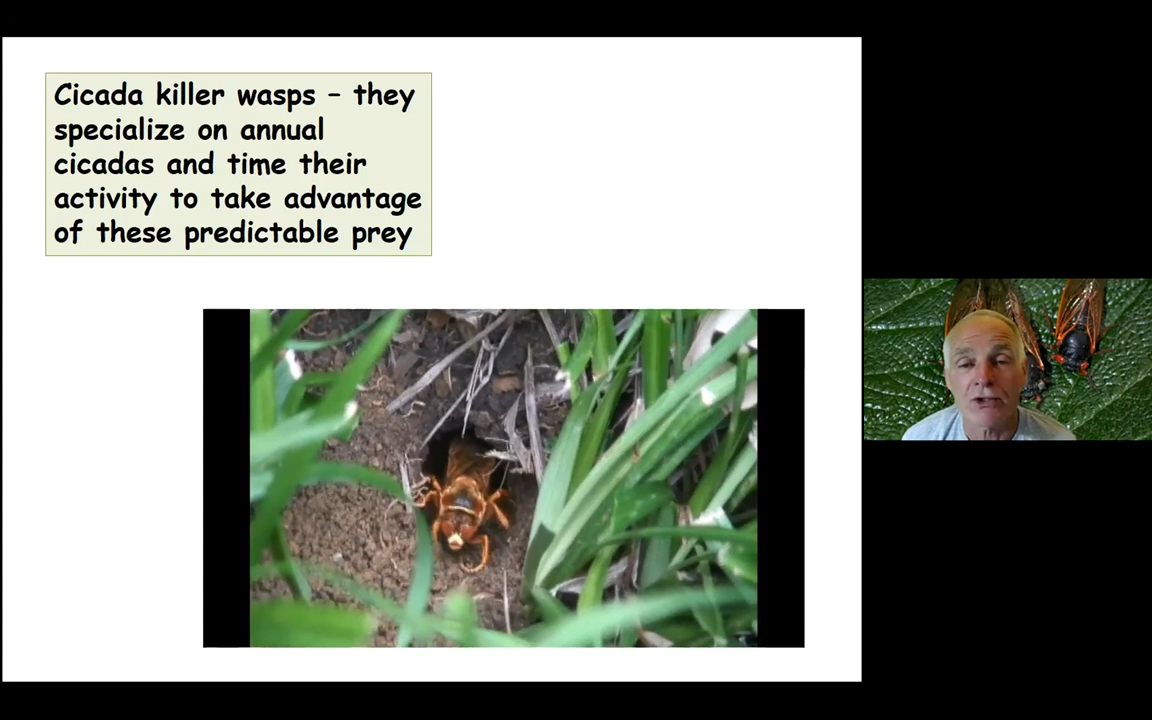 Cicada killer wasps – they
specialize on annual
cicadas and time their
activity to take advantage
of these predictable prey